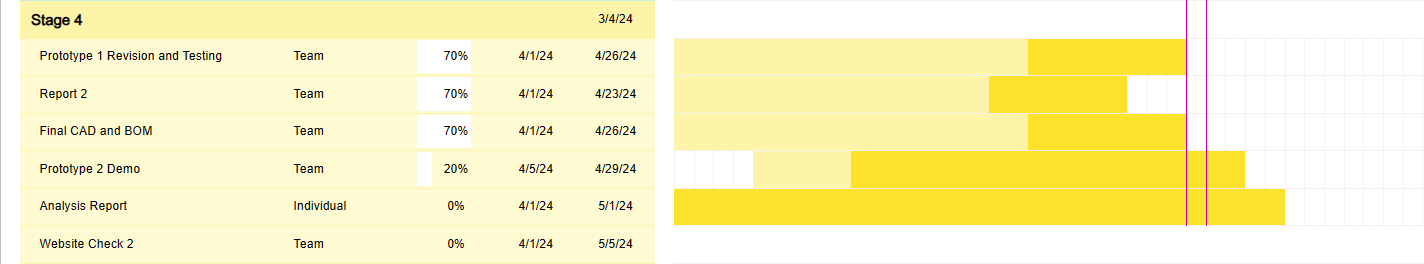 Stage 4 3/4/24
Prototype 1 Revision and Testing Team 70% 4/1/24 4/26/24
Report 2 Team 70% 4/1/24 4/23/24
Final CAD and BOM Team 70% 4/1/24 4/26/24
Prototype 2 Demo Team 20% 4/5/24 4/29/24
Analysis Report Individual 0% 4/1/24 5/1/24
Website Check 2 Team 0% 4/1/24 5/5/24